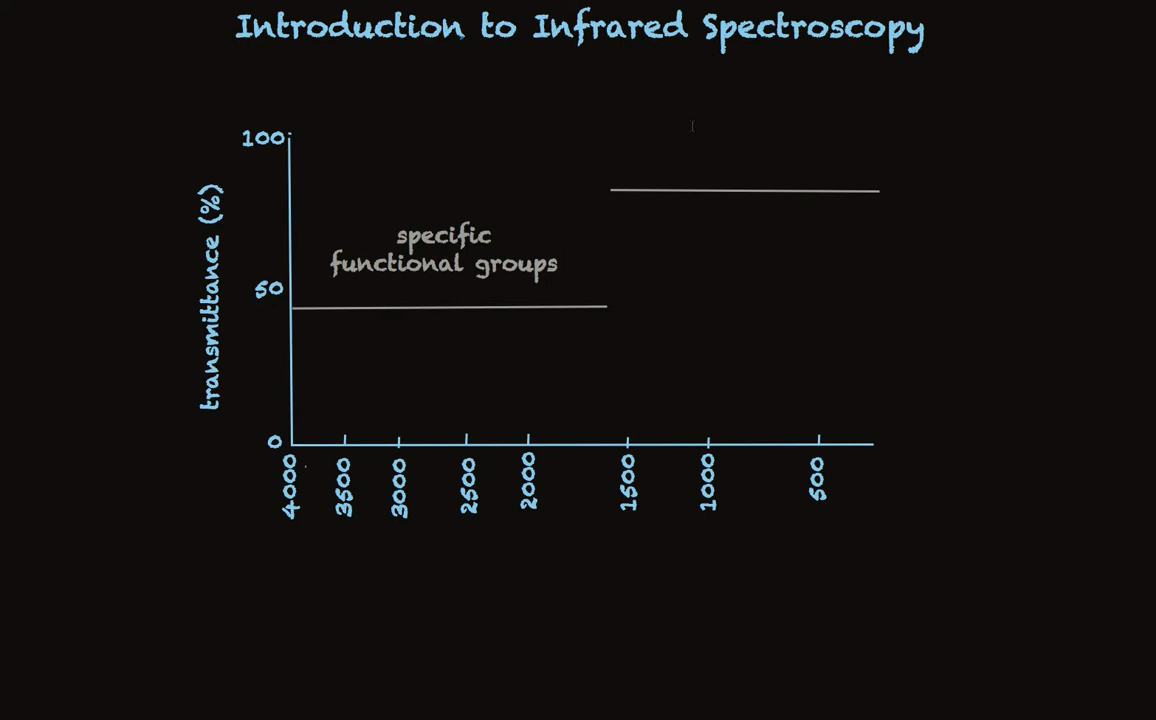 Introduction to Infrared Spectroscopy
100
transmittance (%)
specific
functional groups
50
0
4000
3500
3000
2500
2000
1500
1000
500